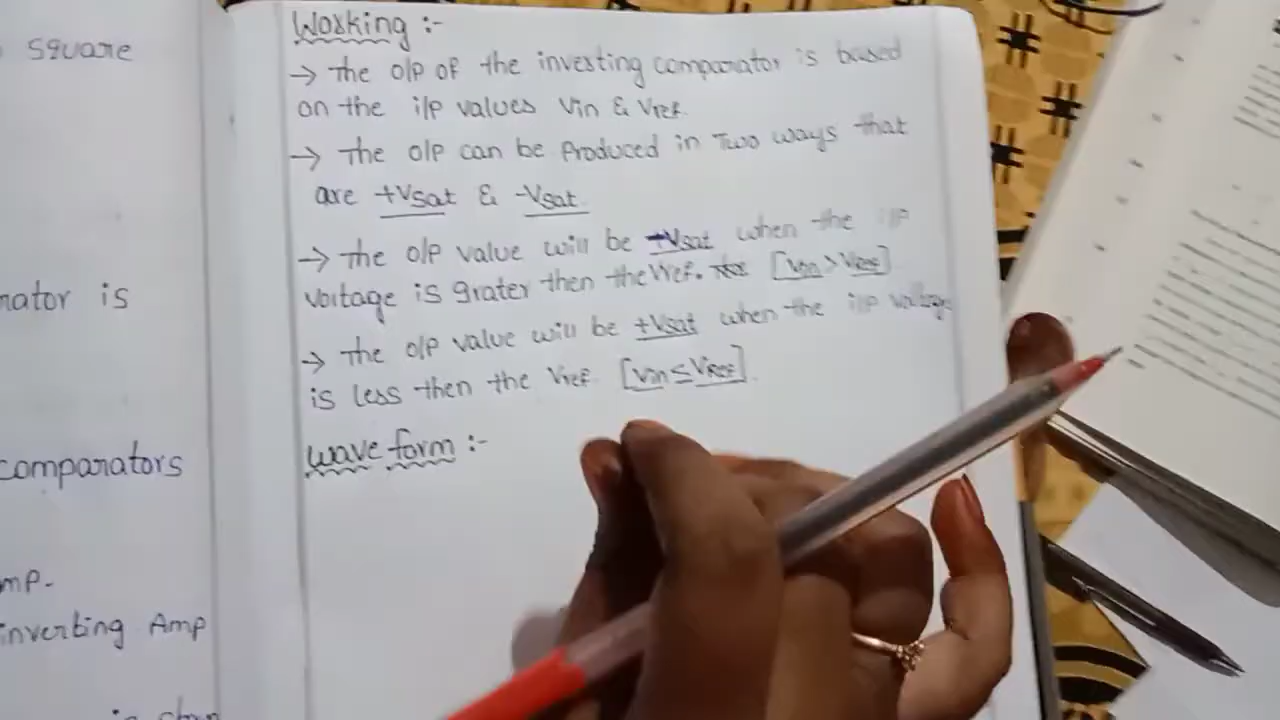 Square
nator is
comparators
mp.
inverting Amp
Working :-
→ The o/p of the investing comparator is based
on the i/p values Vin & VRef.
→ The o/p can be Produced in Two ways that
are +Vsat & -Vsat.
→ The o/p value will be -Vsat when the i/p
voltage is grater then the Vref. [Vin > VRef]
→ The o/p value will be +Vsat when the i/p voltage
is less then the Vref. [Vin ≤ VRef].
wave form :-